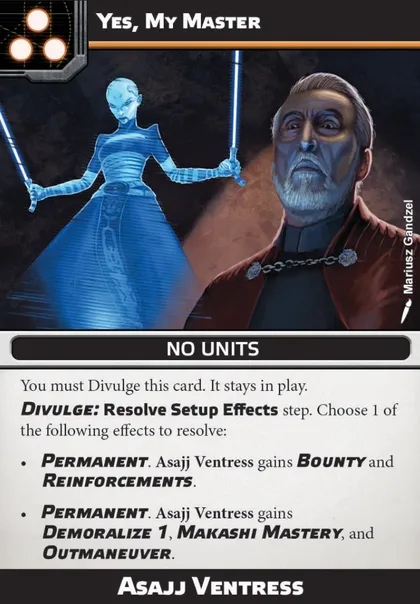 Yes, My Master
Mariusz Gandzel
NO UNITS
You must Divulge this card. It stays in play.
Divulge: Resolve Setup Effects step. Choose 1 of
the following effects to resolve:
• Permanent. Asajj Ventress gains Bounty and
Reinforcements.
• Permanent. Asajj Ventress gains
Demoralize 1, Makashi Mastery, and
Outmaneuver.
Asajj Ventress